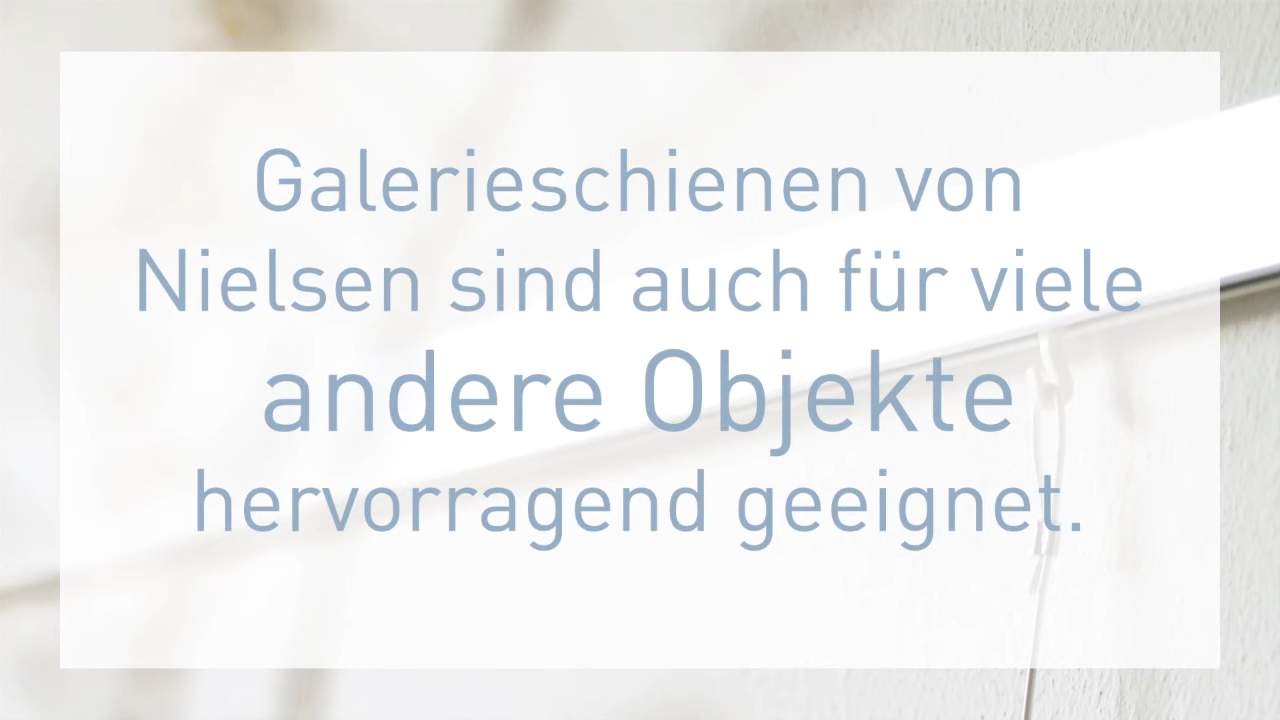 Galerieschienen von
Nielsen sind auch für viele
andere Objekte
hervorragend geeignet.